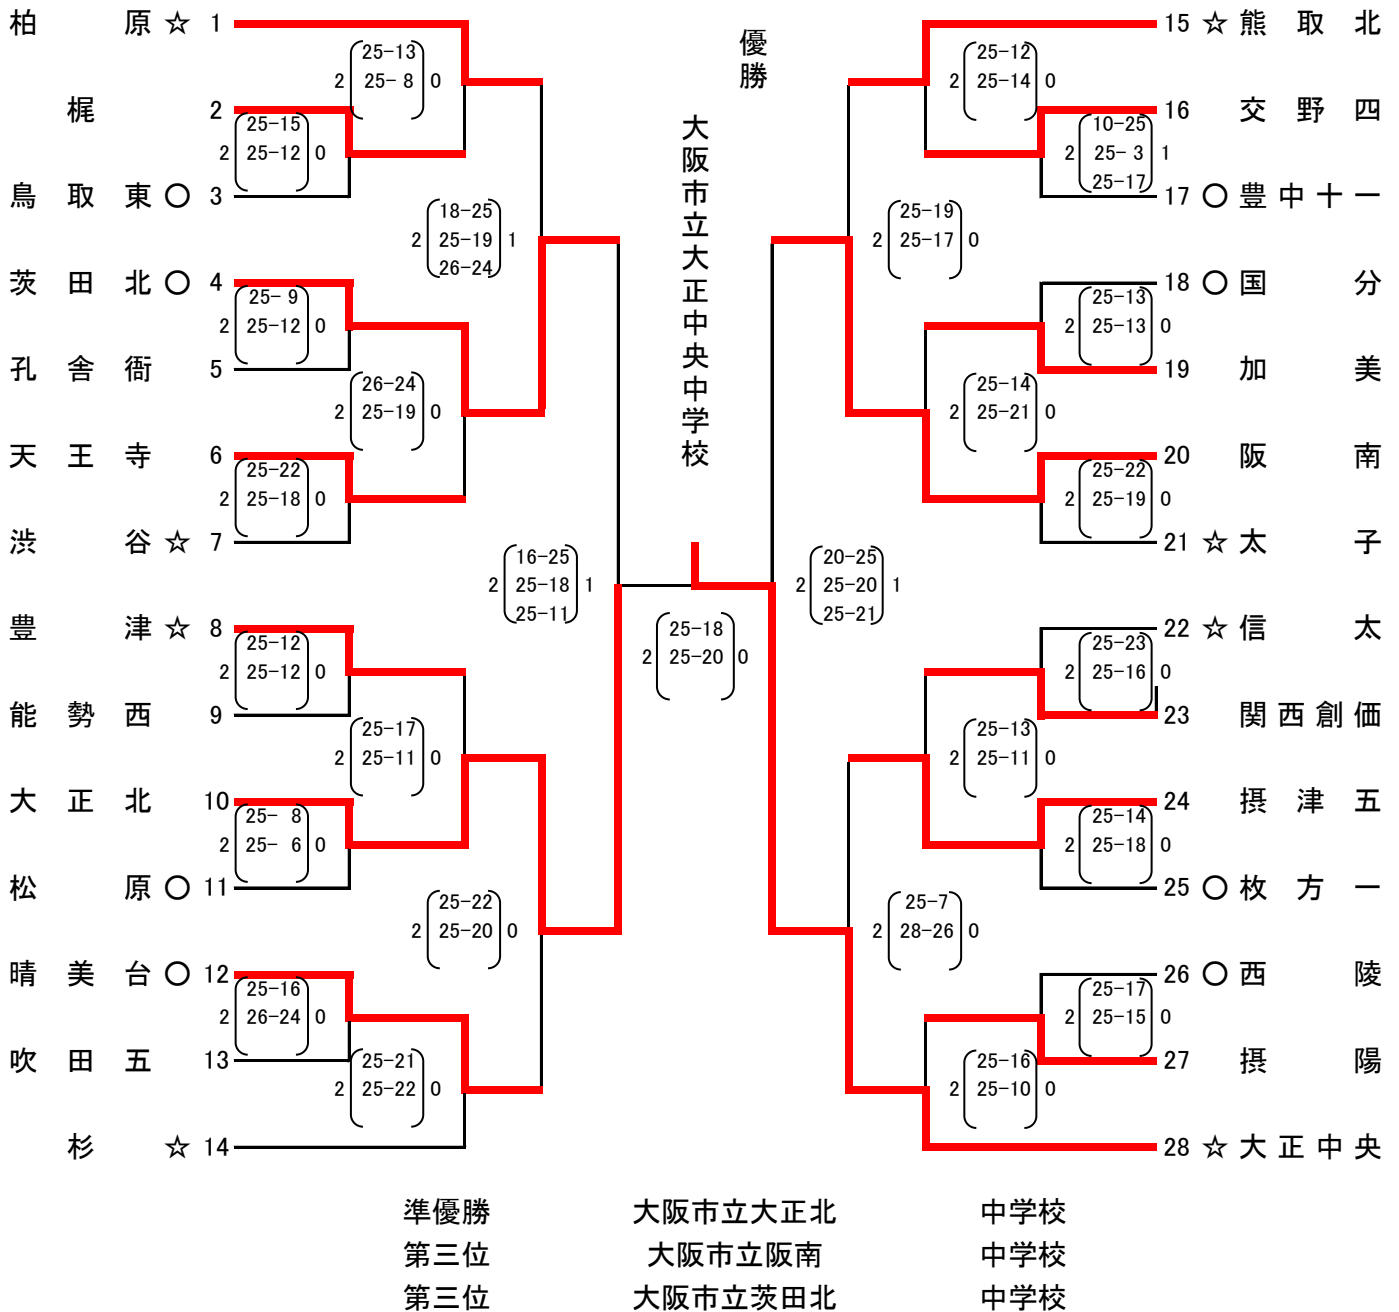 優勝
大阪市立大正中央中学校
柏原 ☆ 1
梶 2
鳥取東 〇 3
茨田北 〇 4
孔舎衙 5
天王寺 6
渋谷 ☆ 7
豊津 ☆ 8
能勢西 9
大正北 10
松原 〇 11
晴美台 〇 12
吹田五 13
杉 ☆ 14
2 25-13 0
25- 8
2 25-15 0
25-12
2 18-25 1
25-19
26-24
2 25- 9 0
25-12
2 26-24 0
25-19
2 25-22 0
25-18
2 16-25 1
25-18
25-11
2 25-12 0
25-12
2 25-17 0
25-11
2 25- 8 0
25- 6
2 25-22 0
25-20
2 25-16 0
26-24
2 25-21 0
25-22
2 25-18 0
25-20
15 ☆ 熊取北
16 交野四
17 〇 豊中十一
18 〇 国分
19 加美
20 阪南
21 ☆ 太子
22 ☆ 信太
23 関西創価
24 摂津五
25 〇 枚方一
26 〇 西陵
27 摂陽
28 ☆ 大正中央
2 25-12 0
25-14
2 10-25 1
25- 3
25-17
2 25-19 0
25-17
2 25-13 0
25-13
2 25-14 0
25-21
2 25-22 0
25-19
2 20-25 1
25-20
25-21
2 25-23 0
25-16
2 25-13 0
25-11
2 25-14 0
25-18
2 25-7 0
28-26
2 25-17 0
25-15
2 25-16 0
25-10
準優勝 大阪市立大正北 中学校
第三位 大阪市立阪南 中学校
第三位 大阪市立茨田北 中学校